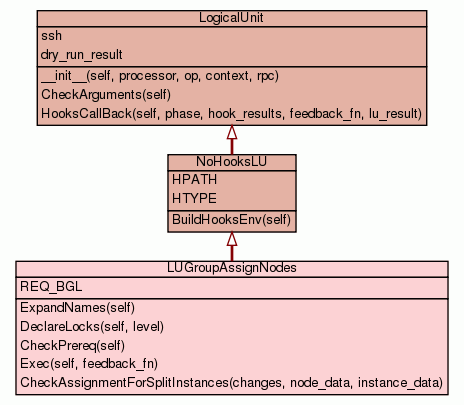 LogicalUnit
ssh
dry_run_result
__init__(self, processor, op, context, rpc)
CheckArguments(self)
HooksCallBack(self, phase, hook_results, feedback_fn, lu_result)
NoHooksLU
HPATH
HTYPE
BuildHooksEnv(self)
LUGroupAssignNodes
REQ_BGL
ExpandNames(self)
DeclareLocks(self, level)
CheckPrereq(self)
Exec(self, feedback_fn)
CheckAssignmentForSplitInstances(changes, node_data, instance_data)